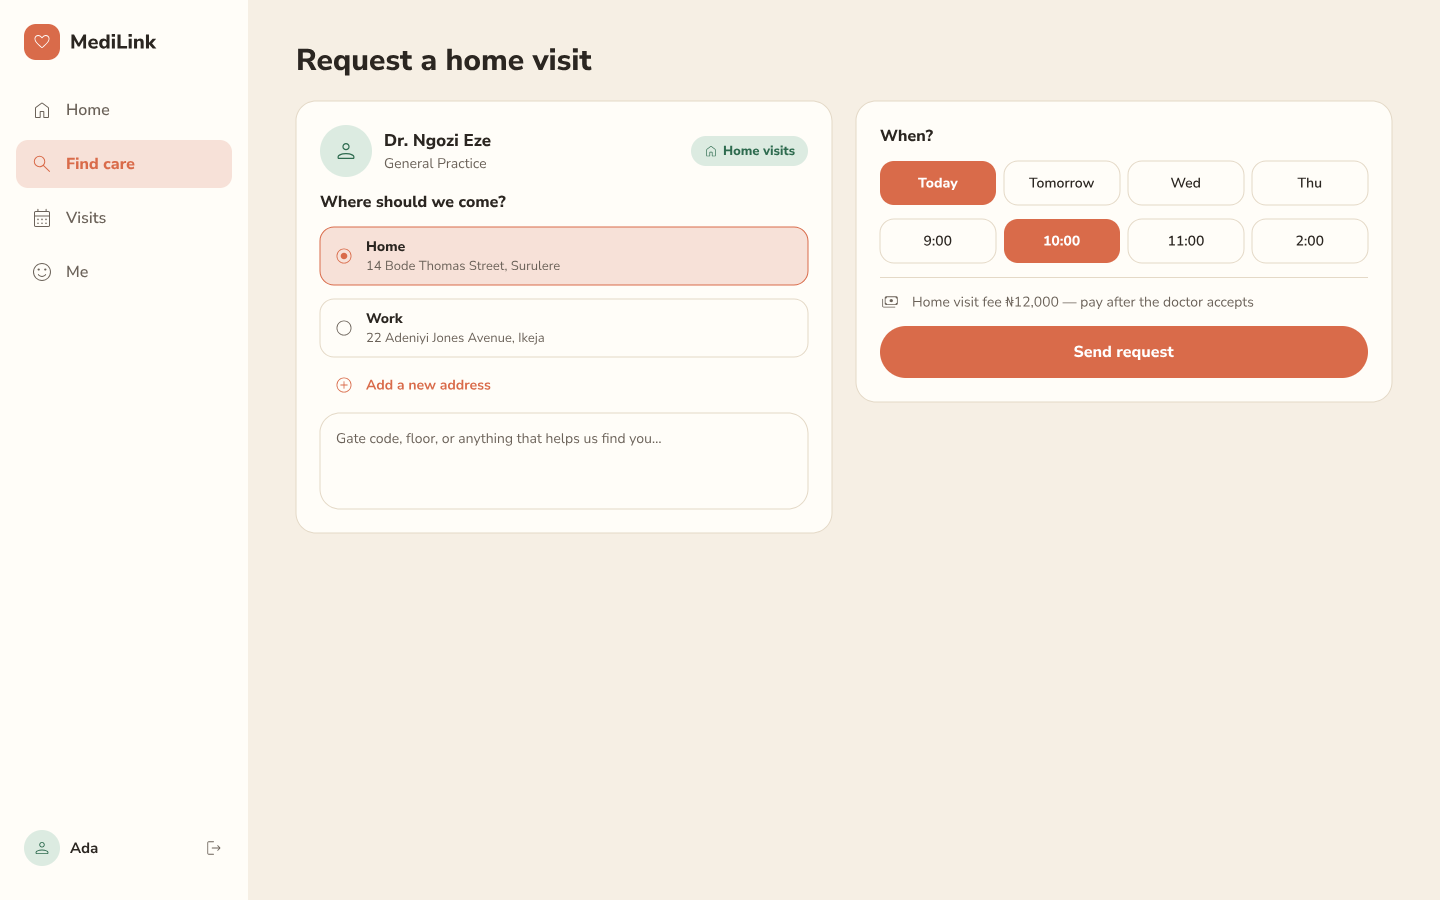 MediLink
Home
Find care
Visits
Me
Ada
Request a home visit
Dr. Ngozi Eze
General Practice
Home visits
Where should we come?
Home
14 Bode Thomas Street, Surulere
Work
22 Adeniyi Jones Avenue, Ikeja
Add a new address
Gate code, floor, or anything that helps us find you...
When?
Today
Tomorrow
Wed
Thu
9:00
10:00
11:00
2:00
Home visit fee ₦12,000 — pay after the doctor accepts
Send request